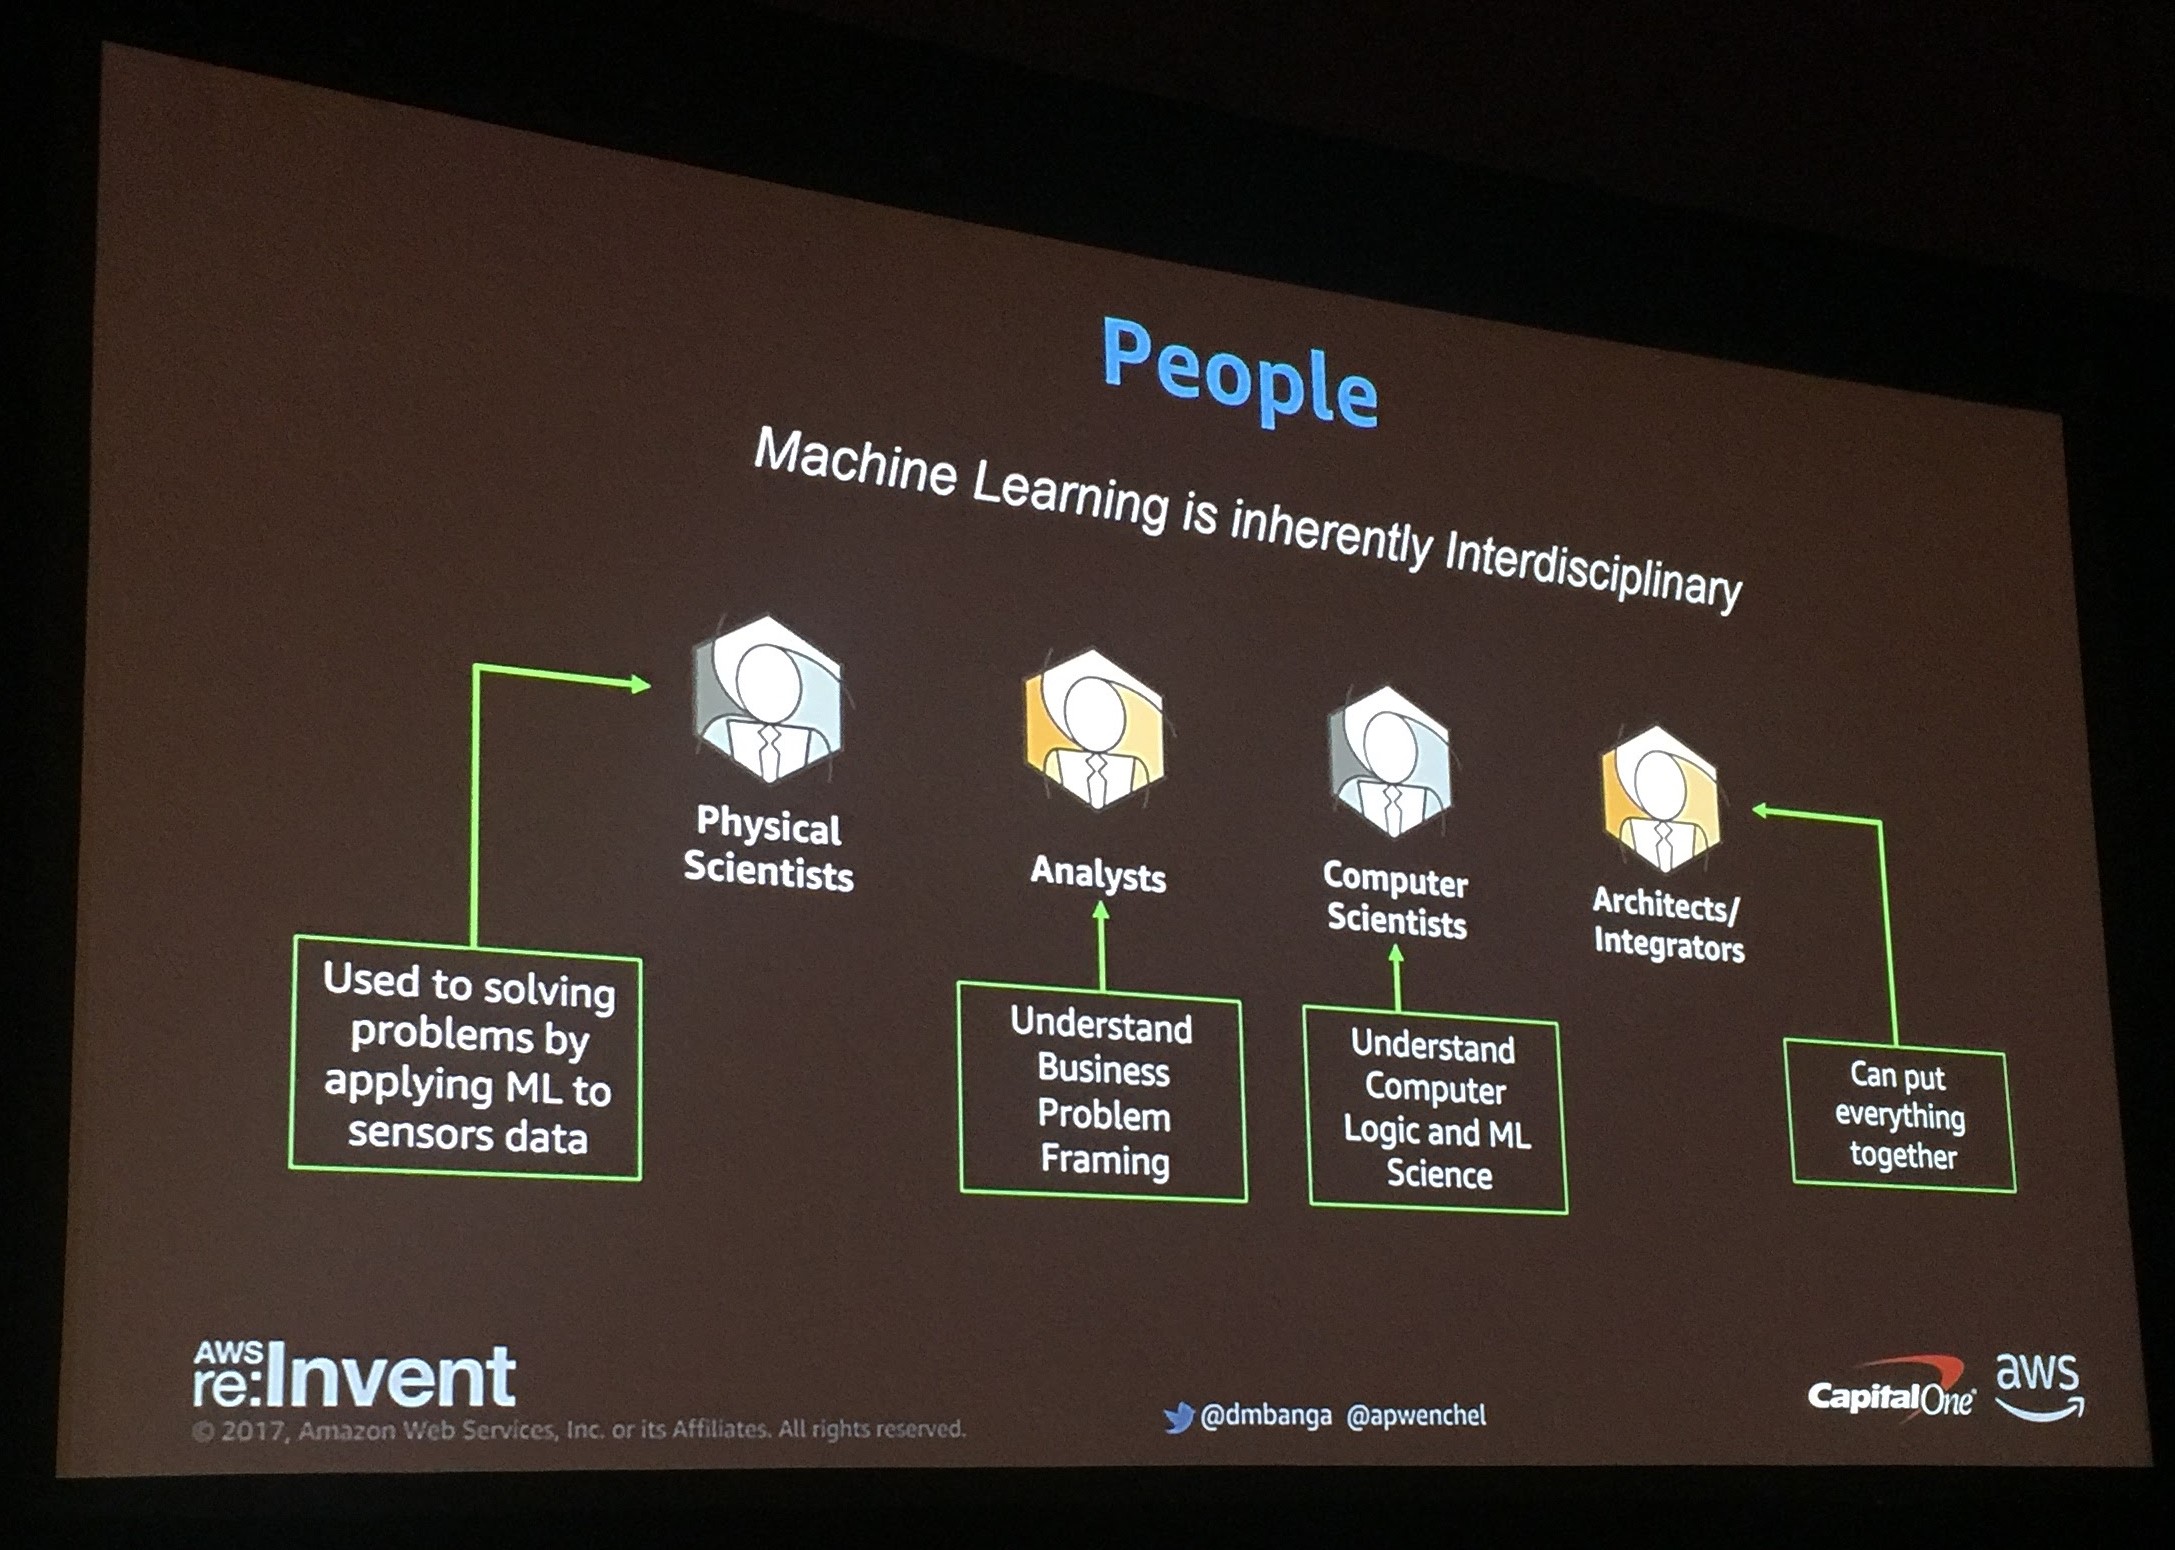 People
Machine Learning is inherently Interdisciplinary
Physical
Scientists
Analysts
Computer
Scientists
Architects/
Integrators
Used to solving
problems by
applying ML to
sensors data
Understand
Business
Problem
Framing
Understand
Computer
Logic and ML
Science
Can put
everything
together
AWS
re:Invent
© 2017, Amazon Web Services, Inc. or its Affiliates. All rights reserved.
@dmbanga @apwenchel
CapitalOne
aws